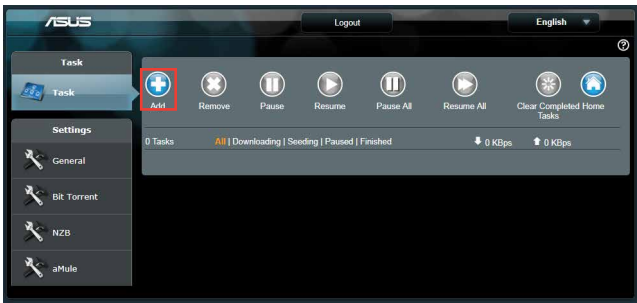 ASUS
Logout
English
Task
Task
Settings
General
Bit Torrent
NZB
aMule
Add
Remove
Pause
Resume
Pause All
Resume All
Clear Completed
Tasks
Home
0 Tasks
All | Downloading | Seeding | Paused | Finished
0 KBps
0 KBps